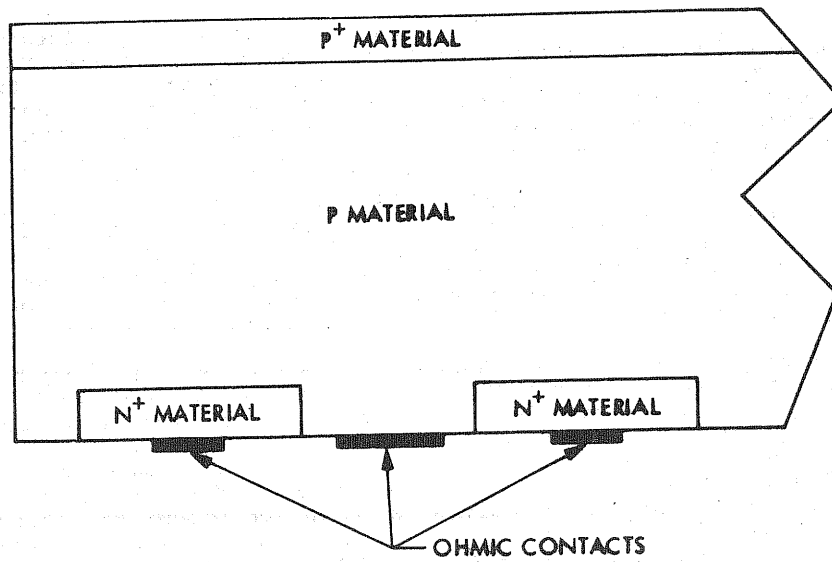 P⁺ MATERIAL
P MATERIAL
N⁺ MATERIAL
N⁺ MATERIAL
OHMIC CONTACTS